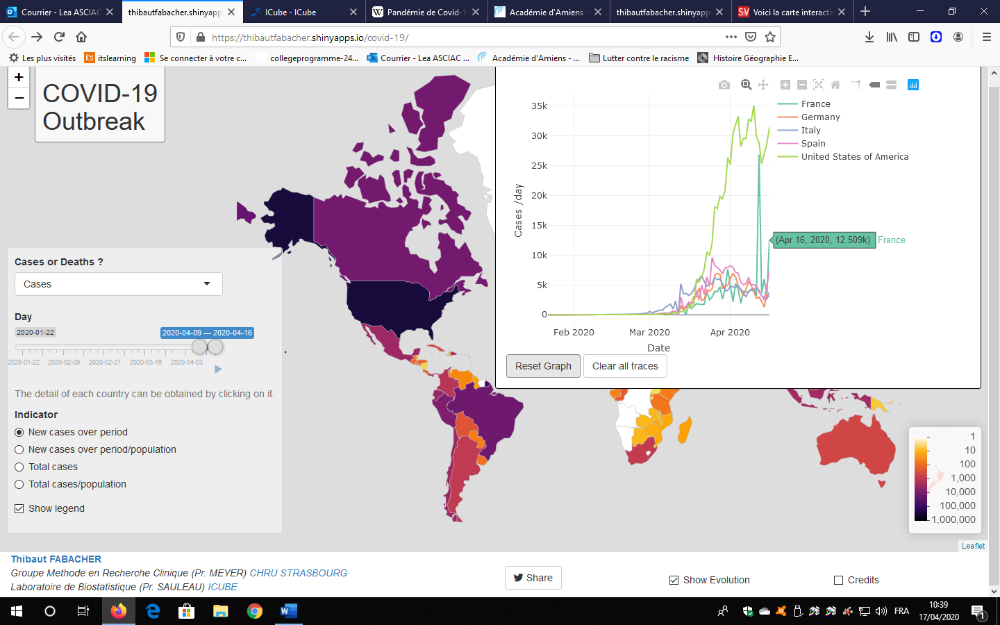 Courrier - Lea ASCIAC
thibautfabacher.shinyapps
ICube - ICube
Pandémie de Covid-1
Académie d'Amiens -
thibautfabacher.shinyapp
Voici la carte interactiv
https://thibautfabacher.shinyapps.io/covid-19/
Les plus visités
its itslearning
Se connecter à votre c...
collegeprogramme-24...
Courrier - Lea ASCIAC ...
Académie d'Amiens - ...
Lutter contre le racisme
Histoire Géographie E...
+
−
COVID-19
Outbreak
Cases or Deaths ?
Cases
Day
2020-01-22
2020-04-09 — 2020-04-16
2020-01-22 2020-02-09 2020-02-27 2020-03-16 2020-04-03
The detail of each country can be obtained by clicking on it.
Indicator
New cases over period
New cases over period/population
Total cases
Total cases/population
Show legend
Cases /day
35k
30k
25k
20k
15k
10k
5k
0
Feb 2020 Mar 2020 Apr 2020
Date
France
Germany
Italy
Spain
United States of America
(Apr 16, 2020, 12.509k) France
Reset Graph
Clear all traces
1
10
100
1,000
10,000
100,000
1,000,000
Leaflet
Thibaut FABACHER
Groupe Methode en Recherche Clinique (Pr. MEYER) CHRU STRASBOURG
Laboratoire de Biostatistique (Pr. SAULEAU) ICUBE
Share
Show Evolution
Credits
FRA
10:39
17/04/2020
1